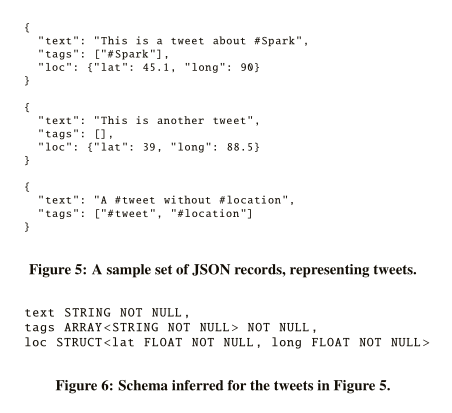 {
  "text": "This is a tweet about #Spark",
  "tags": ["#Spark"],
  "loc": {"lat": 45.1, "long": 90}
}
{
  "text": "This is another tweet",
  "tags": [],
  "loc": {"lat": 39, "long": 88.5}
}
{
  "text": "A #tweet without #location",
  "tags": ["#tweet", "#location"]
}
Figure 5: A sample set of JSON records, representing tweets.
text STRING NOT NULL,
tags ARRAY<STRING NOT NULL> NOT NULL,
loc STRUCT<lat FLOAT NOT NULL, long FLOAT NOT NULL>
Figure 6: Schema inferred for the tweets in Figure 5.